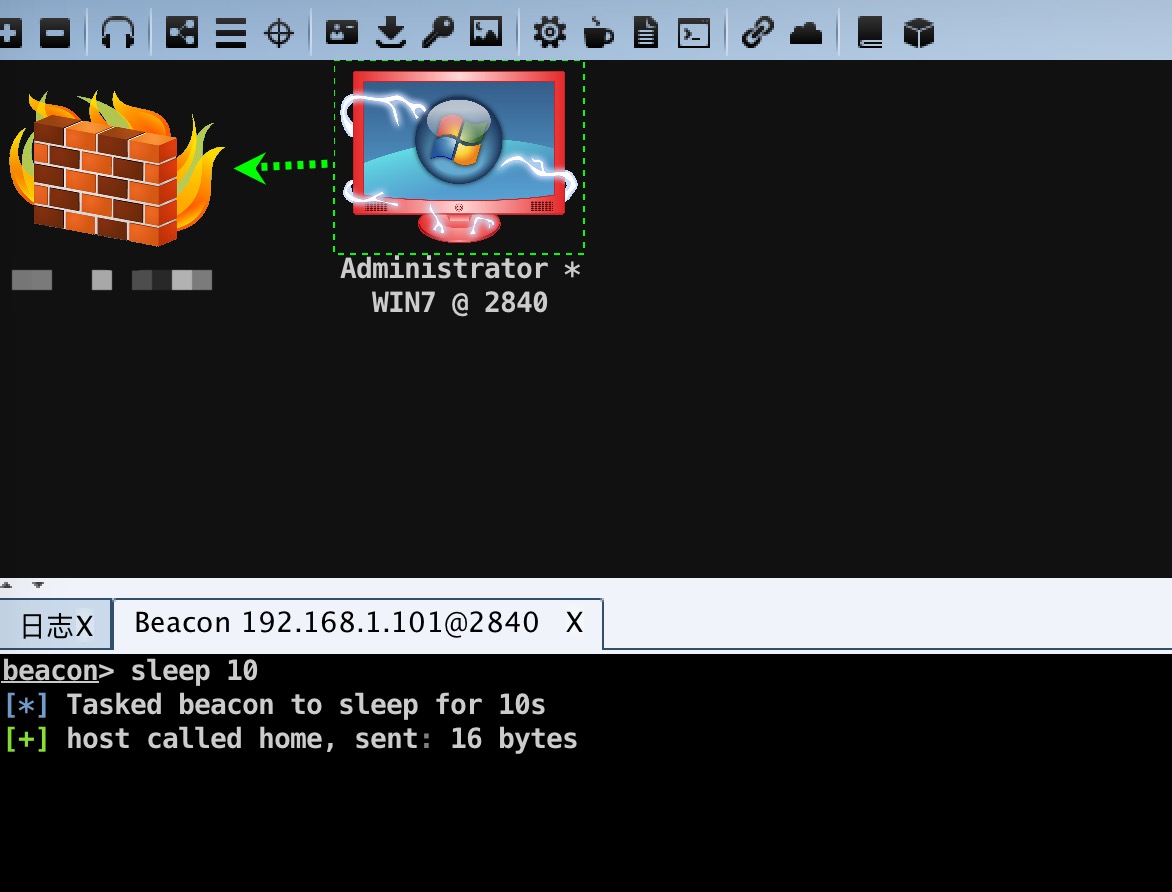 Administrator *
WIN7 @ 2840
日志X
Beacon 192.168.1.101@2840 X
beacon> sleep 10
[*] Tasked beacon to sleep for 10s
[+] host called home, sent: 16 bytes